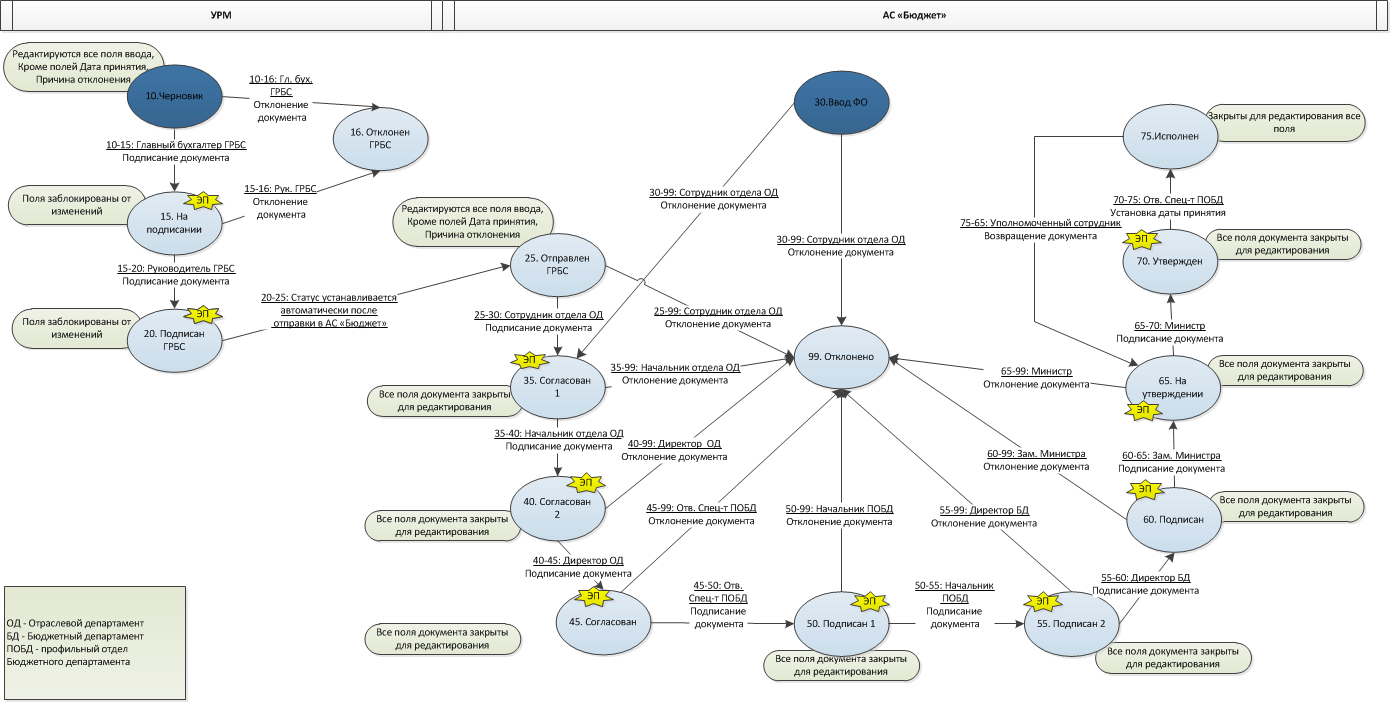 УРМ
АС «Бюджет»
Редактируются все поля ввода,
Кроме полей Дата принятия,
Причина отклонения
10.Черновик
10-16: Гл. бух.
ГРБС
Отклонение
документа
16. Отклонен
ГРБС
10-15: Главный бухгалтер ГРБС
Подписание документа
Поля заблокированы от
изменений
ЭП
15. На
подписании
15-16: Рук. ГРБС
Отклонение
документа
15-20: Руководитель ГРБС
Подписание документа
Поля заблокированы от
изменений
ЭП
20. Подписан
ГРБС
20-25: Статус устанавливается
автоматически после
отправки в АС «Бюджет»
Редактируются все поля ввода,
Кроме полей Дата принятия,
Причина отклонения
25. Отправлен
ГРБС
30.Ввод ФО
30-99: Сотрудник отдела ОД
Отклонение документа
30-99: Сотрудник отдела ОД
Отклонение документа
25-30: Сотрудник отдела ОД
Подписание документа
25-99: Сотрудник отдела ОД
Отклонение документа
ЭП
35. Согласован
1
Все поля документа закрыты
для редактирования
35-99: Начальник отдела ОД
Отклонение документа
99. Отклонено
35-40: Начальник отдела ОД
Подписание документа
40-99: Директор ОД
Отклонение документа
ЭП
40. Согласован
2
Все поля документа закрыты
для редактирования
40-45: Директор ОД
Подписание документа
ЭП
45. Согласован
Все поля документа закрыты
для редактирования
45-99: Отв. Спец-т ПОБД
Отклонение документа
45-50: Отв.
Спец-т ПОБД
Подписание
документа
50-99: Начальник ПОБД
Отклонение документа
ЭП
50. Подписан 1
Все поля документа закрыты
для редактирования
50-55: Начальник
ПОБД
Подписание
документа
55-99: Директор БД
Отклонение документа
ЭП
55. Подписан 2
Все поля документа закрыты
для редактирования
55-60: Директор БД
Подписание документа
60-99: Зам. Министра
Отклонение документа
ЭП
60. Подписан
Все поля документа закрыты
для редактирования
60-65: Зам. Министра
Подписание документа
65-99: Министр
Отклонение документа
65. На
утверждении
ЭП
Все поля документа закрыты
для редактирования
65-70: Министр
Подписание документа
ЭП
70. Утвержден
Все поля документа закрыты
для редактирования
75-65: Уполномоченный сотрудник
Возвращение документа
70-75: Отв. Спец-т ПОБД
Установка даты принятия
75.Исполнен
Закрыты для редактирования все
поля
ОД - Отраслевой департамент
БД - Бюджетный департамент
ПОБД - профильный отдел
Бюджетного департамента